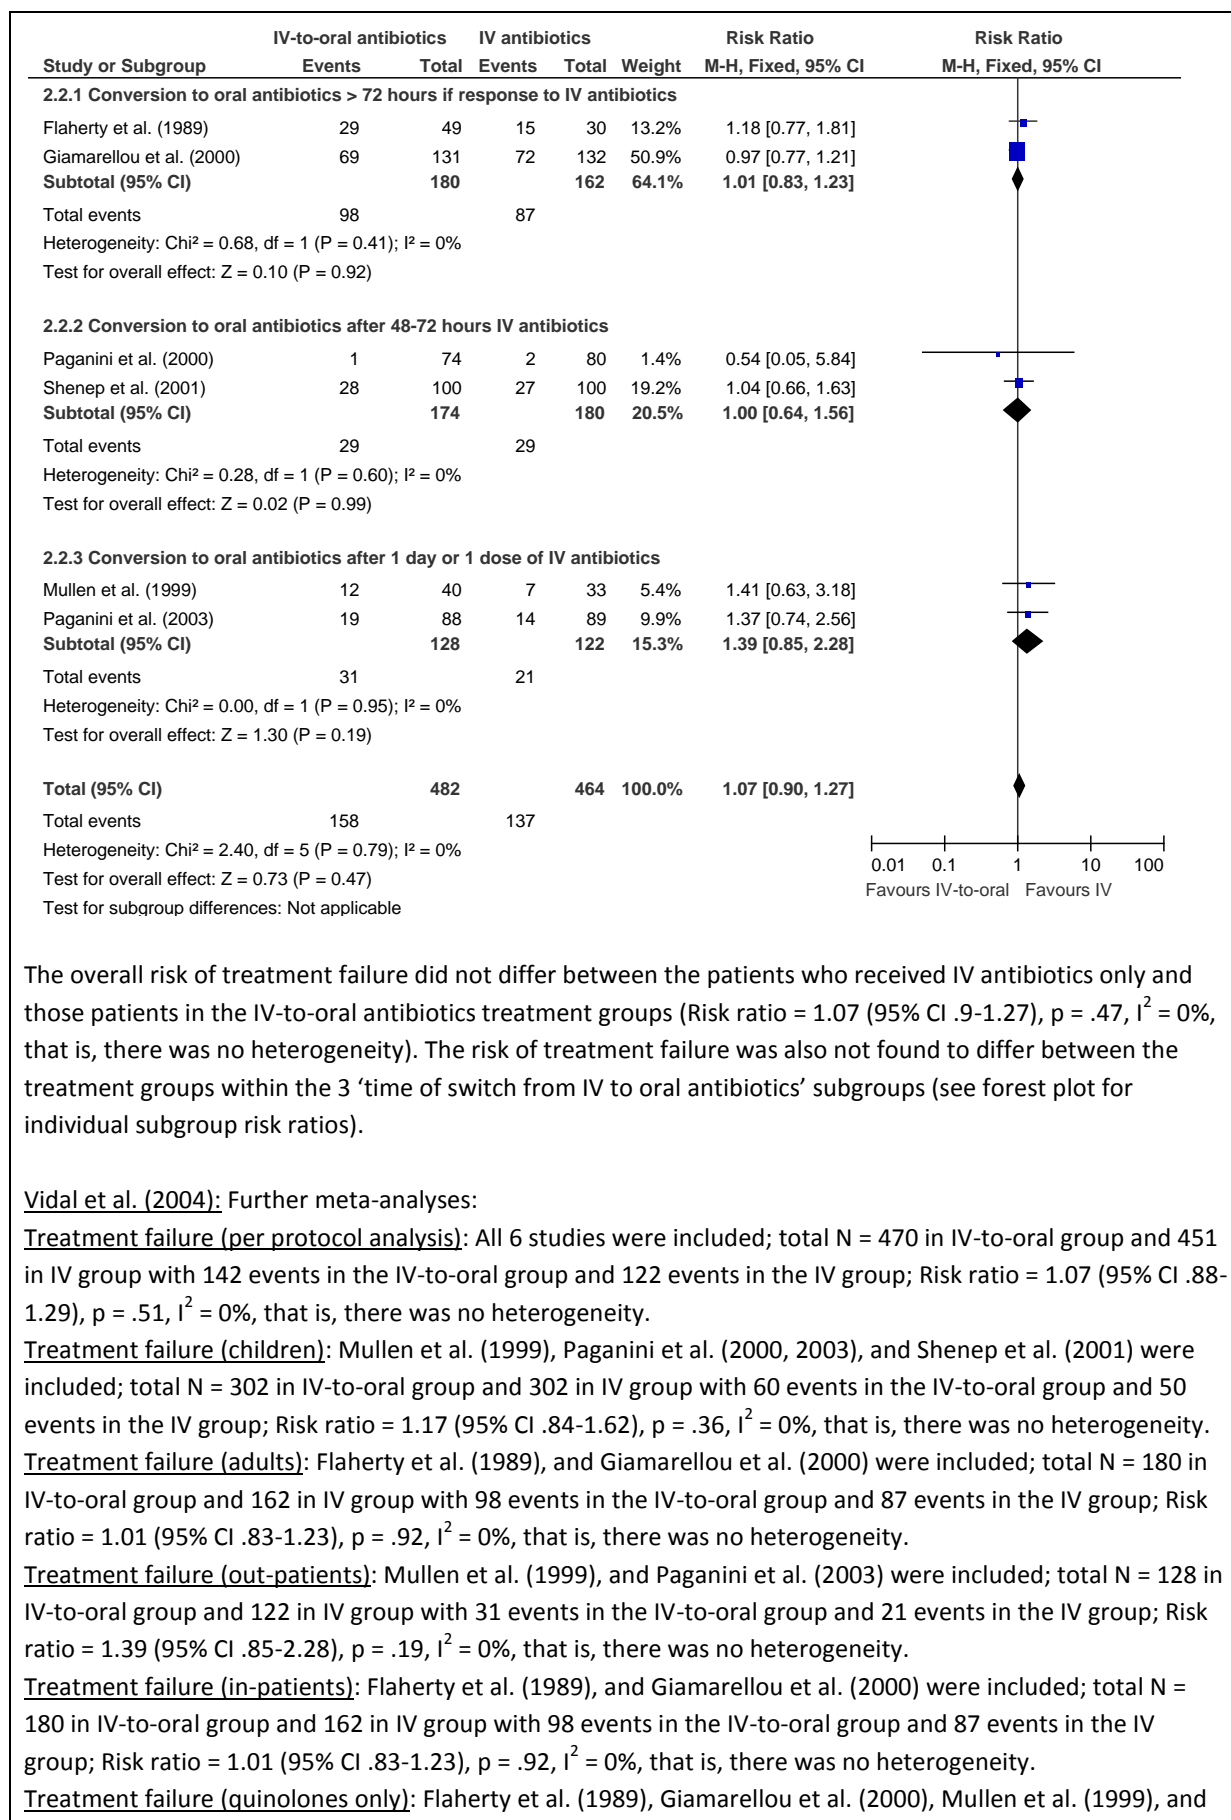 IV-to-oral antibiotics IV antibiotics Risk Ratio Risk Ratio
Study or Subgroup Events Total Events Total Weight M-H, Fixed, 95% CI M-H, Fixed, 95% CI
2.2.1 Conversion to oral antibiotics > 72 hours if response to IV antibiotics
Flaherty et al. (1989) 29 49 15 30 13.2% 1.18 [0.77, 1.81]
Giamarellou et al. (2000) 69 131 72 132 50.9% 0.97 [0.77, 1.21]
Subtotal (95% CI) 180 162 64.1% 1.01 [0.83, 1.23]
Total events 98 87
Heterogeneity: Chi² = 0.68, df = 1 (P = 0.41); I² = 0%
Test for overall effect: Z = 0.10 (P = 0.92)
2.2.2 Conversion to oral antibiotics after 48-72 hours IV antibiotics
Paganini et al. (2000) 1 74 2 80 1.4% 0.54 [0.05, 5.84]
Shenep et al. (2001) 28 100 27 100 19.2% 1.04 [0.66, 1.63]
Subtotal (95% CI) 174 180 20.5% 1.00 [0.64, 1.56]
Total events 29 29
Heterogeneity: Chi² = 0.28, df = 1 (P = 0.60); I² = 0%
Test for overall effect: Z = 0.02 (P = 0.99)
2.2.3 Conversion to oral antibiotics after 1 day or 1 dose of IV antibiotics
Mullen et al. (1999) 12 40 7 33 5.4% 1.41 [0.63, 3.18]
Paganini et al. (2003) 19 88 14 89 9.9% 1.37 [0.74, 2.56]
Subtotal (95% CI) 128 122 15.3% 1.39 [0.85, 2.28]
Total events 31 21
Heterogeneity: Chi² = 0.00, df = 1 (P = 0.95); I² = 0%
Test for overall effect: Z = 1.30 (P = 0.19)
Total (95% CI) 482 464 100.0% 1.07 [0.90, 1.27]
Total events 158 137
Heterogeneity: Chi² = 2.40, df = 5 (P = 0.79); I² = 0%
Test for overall effect: Z = 0.73 (P = 0.47)
Test for subgroup differences: Not applicable
0.01 0.1 1 10 100
Favours IV-to-oral Favours IV
The overall risk of treatment failure did not differ between the patients who received IV antibiotics only and
those patients in the IV-to-oral antibiotics treatment groups (Risk ratio = 1.07 (95% CI .9-1.27), p = .47, I² = 0%,
that is, there was no heterogeneity). The risk of treatment failure was also not found to differ between the
treatment groups within the 3 ‘time of switch from IV to oral antibiotics’ subgroups (see forest plot for
individual subgroup risk ratios).
Vidal et al. (2004): Further meta-analyses:
Treatment failure (per protocol analysis): All 6 studies were included; total N = 470 in IV-to-oral group and 451
in IV group with 142 events in the IV-to-oral group and 122 events in the IV group; Risk ratio = 1.07 (95% CI .88-
1.29), p = .51, I² = 0%, that is, there was no heterogeneity.
Treatment failure (children): Mullen et al. (1999), Paganini et al. (2000, 2003), and Shenep et al. (2001) were
included; total N = 302 in IV-to-oral group and 302 in IV group with 60 events in the IV-to-oral group and 50
events in the IV group; Risk ratio = 1.17 (95% CI .84-1.62), p = .36, I² = 0%, that is, there was no heterogeneity.
Treatment failure (adults): Flaherty et al. (1989), and Giamarellou et al. (2000) were included; total N = 180 in
IV-to-oral group and 162 in IV group with 98 events in the IV-to-oral group and 87 events in the IV group; Risk
ratio = 1.01 (95% CI .83-1.23), p = .92, I² = 0%, that is, there was no heterogeneity.
Treatment failure (out-patients): Mullen et al. (1999), and Paganini et al. (2003) were included; total N = 128 in
IV-to-oral group and 122 in IV group with 31 events in the IV-to-oral group and 21 events in the IV group; Risk
ratio = 1.39 (95% CI .85-2.28), p = .19, I² = 0%, that is, there was no heterogeneity.
Treatment failure (in-patients): Flaherty et al. (1989), and Giamarellou et al. (2000) were included; total N =
180 in IV-to-oral group and 162 in IV group with 98 events in the IV-to-oral group and 87 events in the IV
group; Risk ratio = 1.01 (95% CI .83-1.23), p = .92, I² = 0%, that is, there was no heterogeneity.
Treatment failure (quinolones only): Flaherty et al. (1989), Giamarellou et al. (2000), Mullen et al. (1999), and